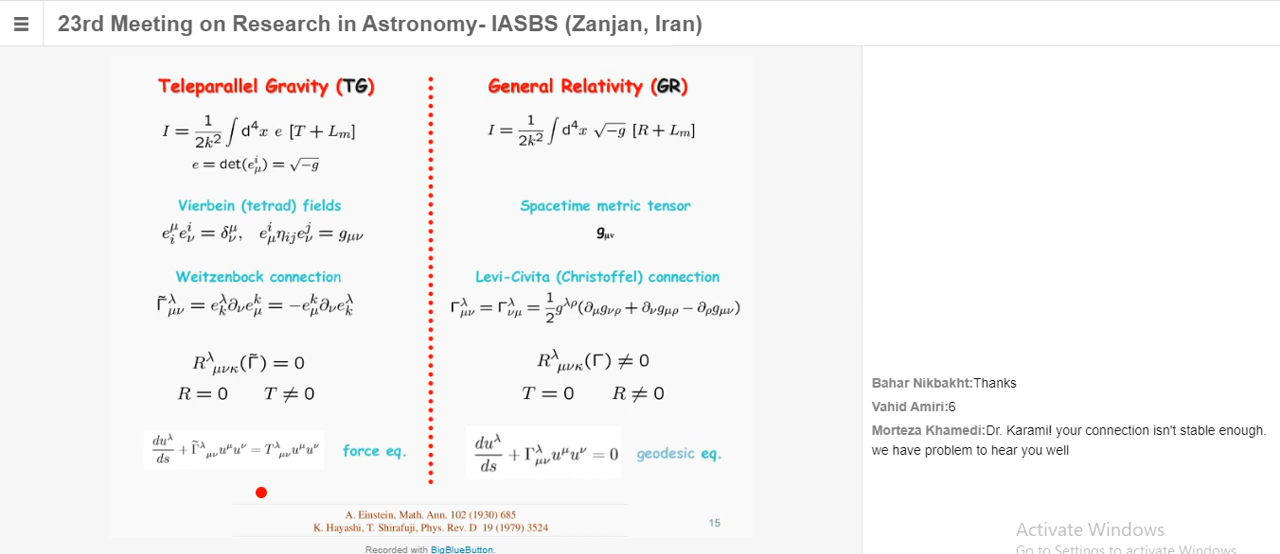 23rd Meeting on Research in Astronomy- IASBS (Zanjan, Iran)
Teleparallel Gravity (TG)
I = 1/2k² ∫ d⁴x e [T + Lₘ]
e = det(eⁱ_μ) = √−g
Vierbein (tetrad) fields
e_i^μ e^i_ν = δ^μ_ν, e^i_μ η_ij e^j_ν = g_μν
Weitzenbock connection
Γ̃^λ_μν = e^λ_k ∂_ν e^k_μ = −e^k_μ ∂_ν e^λ_k
R^λ_μνκ(Γ̃) = 0
R = 0 T ≠ 0
du^λ/ds + Γ̃^λ_μν u^μ u^ν = T^λ_μν u^μ u^ν force eq.
General Relativity (GR)
I = 1/2k² ∫ d⁴x √−g [R + Lₘ]
Spacetime metric tensor
g_μν
Levi-Civita (Christoffel) connection
Γ^λ_μν = Γ^λ_νμ = 1/2 g^λρ(∂_μ g_νρ + ∂_ν g_μρ − ∂_ρ g_μν)
R^λ_μνκ(Γ) ≠ 0
T = 0 R ≠ 0
du^λ/ds + Γ^λ_μν u^μ u^ν = 0 geodesic eq.
A. Einstein, Math. Ann. 102 (1930) 685
K. Hayashi, T. Shirafuji, Phys. Rev. D 19 (1979) 3524
15
Recorded with BigBlueButton.
Bahar Nikbakht:Thanks
Vahid Amiri:6
Morteza Khamedi:Dr. Karami! your connection isn't stable enough.
we have problem to hear you well
Activate Windows
Go to Settings to activate Windows